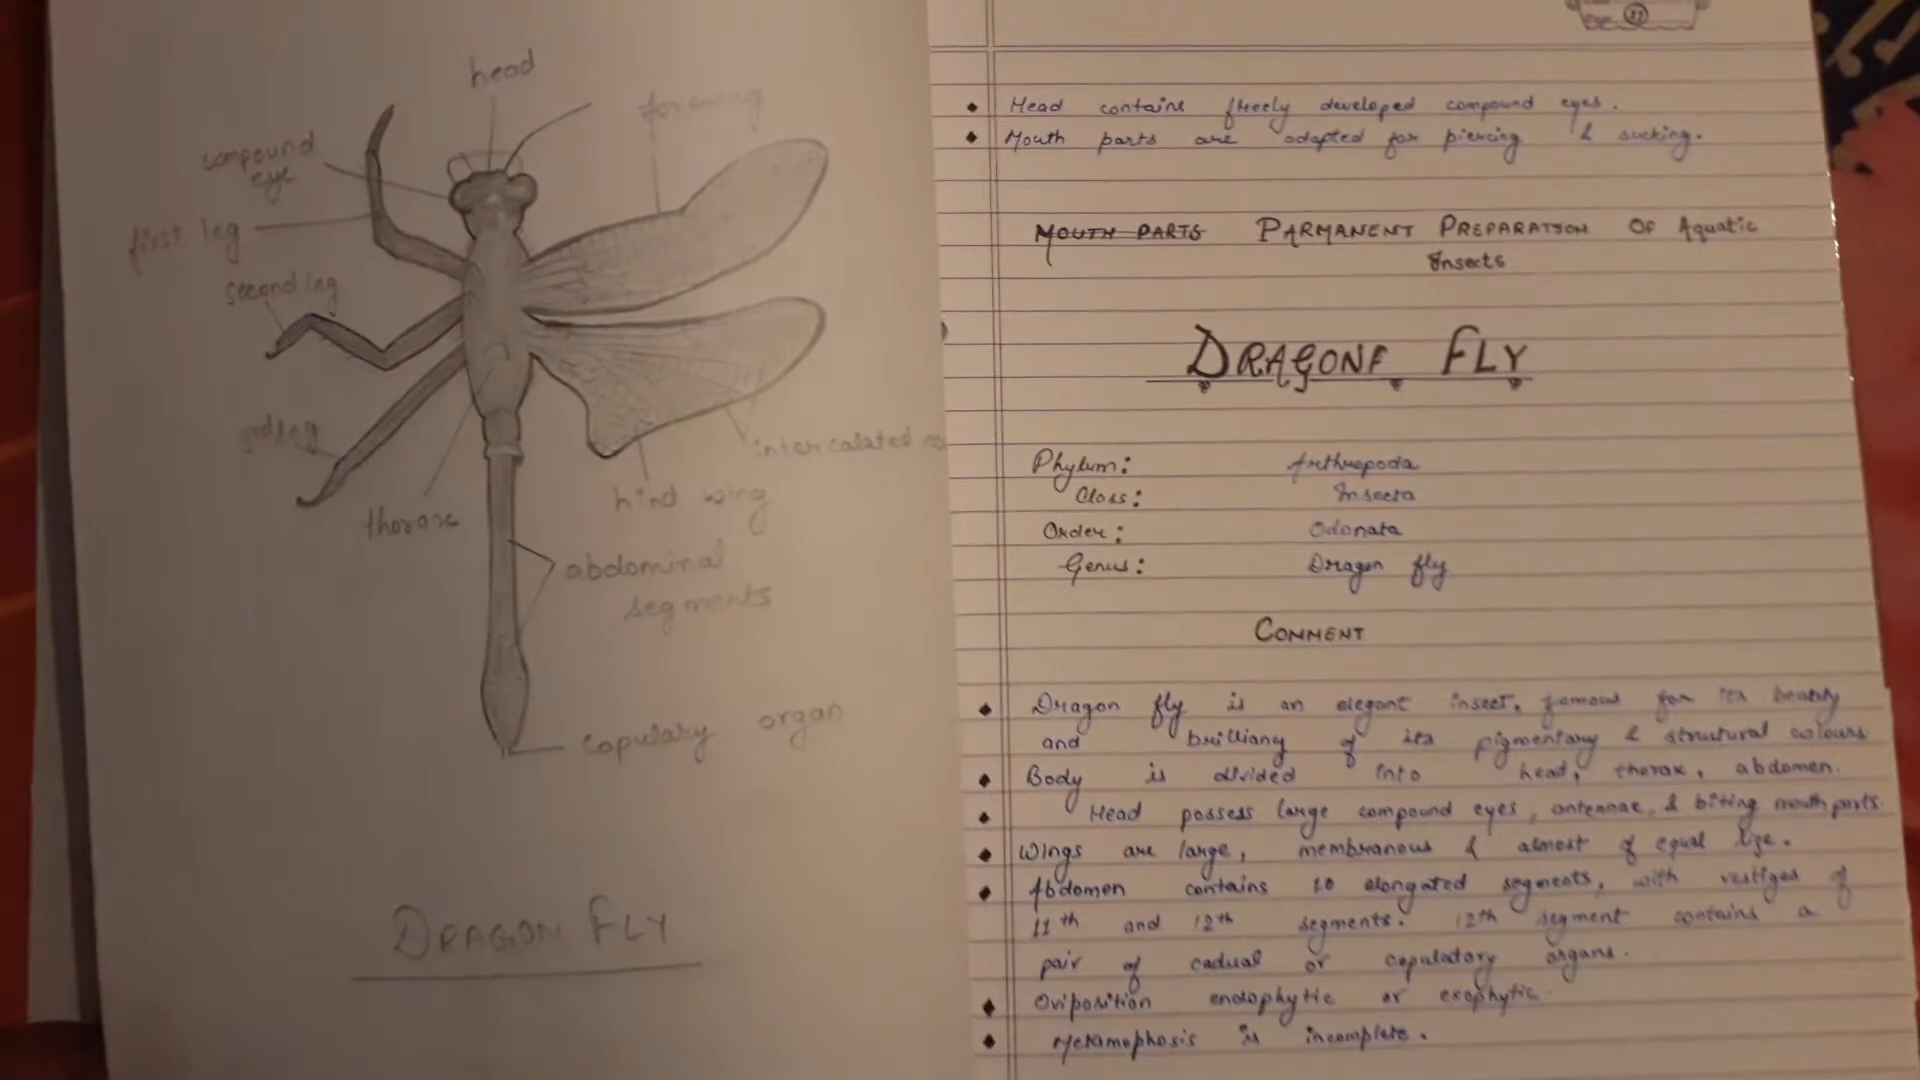 head
forewing
compound
eye
first leg
second leg
3rd leg
thorax
intercalated
hind wing
abdominal
segments
copulary organ
DRAGON FLY
Page 37
Head contains freely developed compound eyes.
Mouth parts are adapted for piercing & sucking.
MOUTH PARTS PARMANENT PREPARATION OF Aquatic
Insects
DRAGONF FLY
Phylum: Arthropoda
Class: Insecta
Order: Odonata
Genus: Dragon fly
COMMENT
Dragon fly is an elegant insect, famous for its beauty
and brilliany of its pigmentary & structural colours
Body is divided into head, thorax, abdomen.
Head possess large compound eyes, antennae, & biting mouth parts
Wings are large, membranous & almost of equal size.
Abdomen contains 10 elongated segments, with vestiges of
11th and 12th segments. 12th segment contains a
pair of cadual or copulatory organs.
Oviposition endophytic or exophytic
Metamophosis is incomplete.